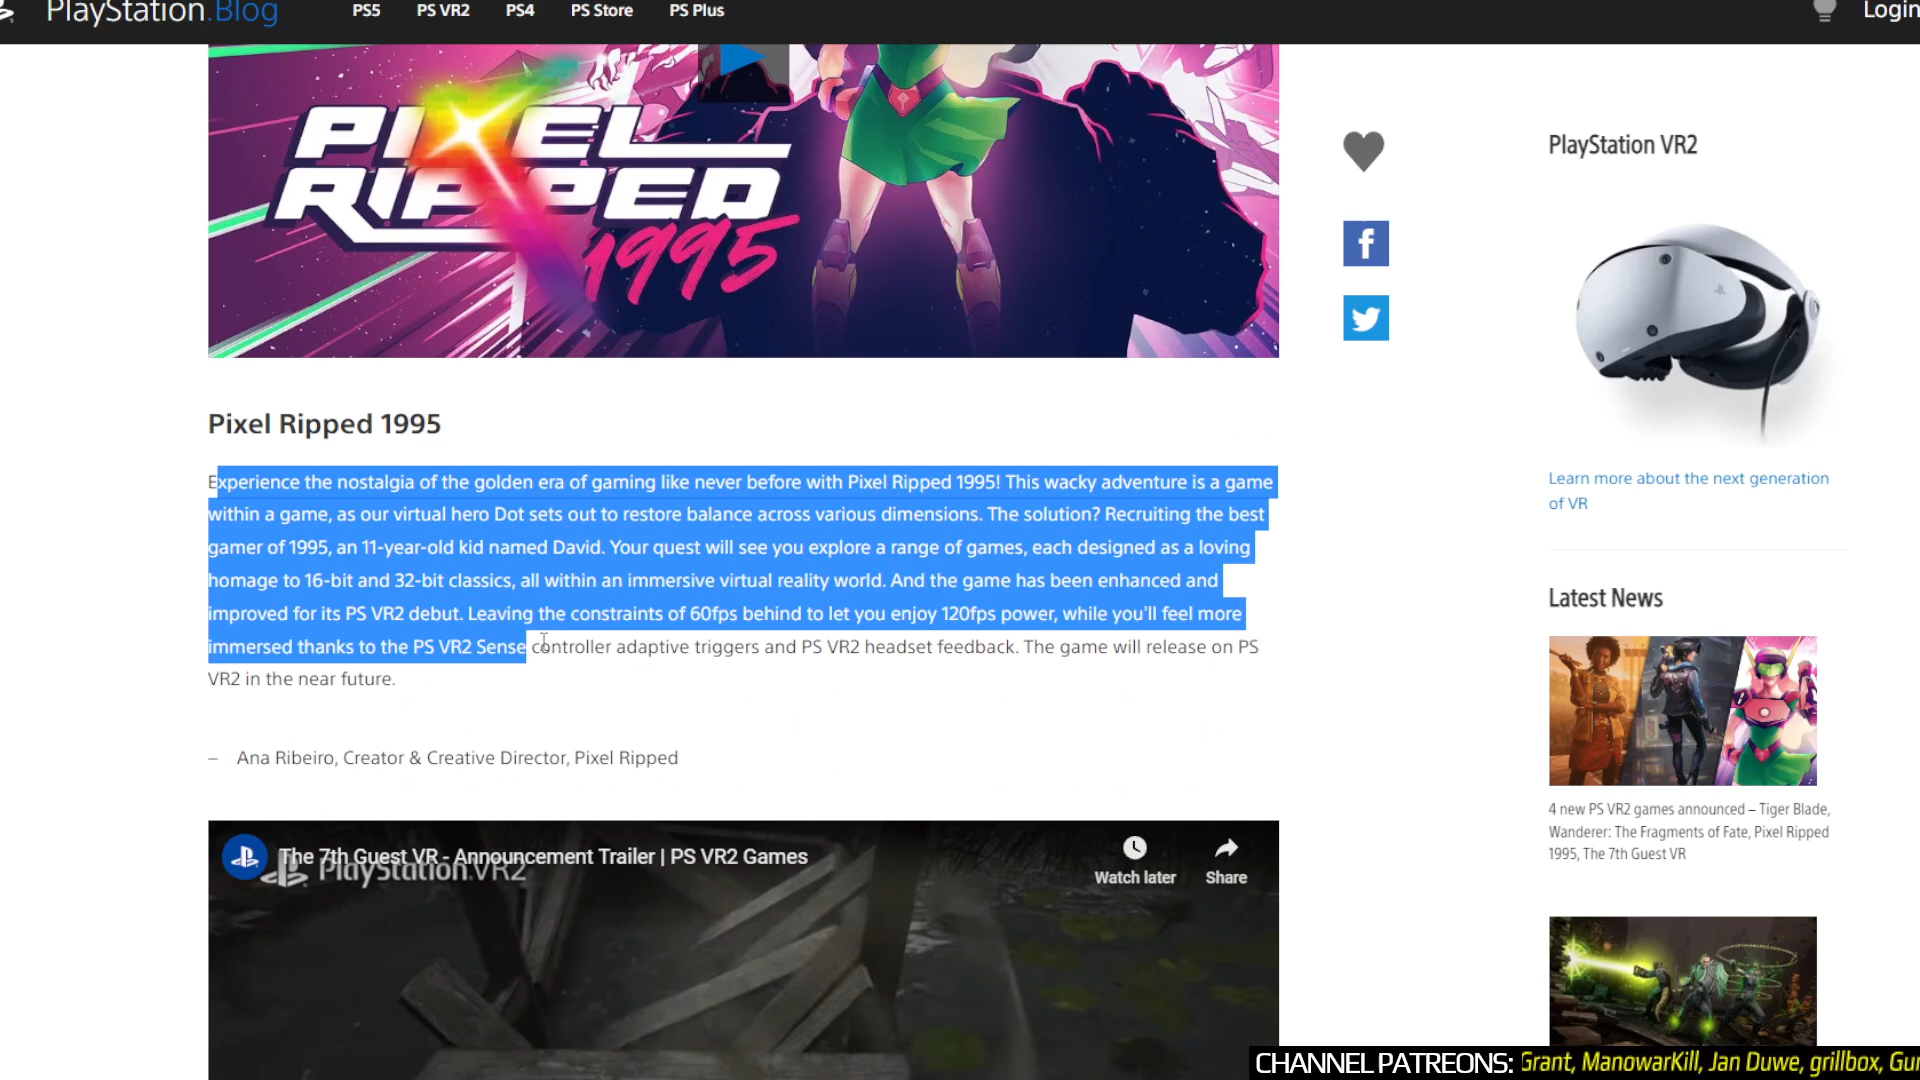 PlayStation.Blog
PS5
PS VR2
PS4
PS Store
PS Plus
Login
PIXEL
RIPPED
1995
PlayStation VR2
Learn more about the next generation
of VR
Pixel Ripped 1995
Experience the nostalgia of the golden era of gaming like never before with Pixel Ripped 1995! This wacky adventure is a game
within a game, as our virtual hero Dot sets out to restore balance across various dimensions. The solution? Recruiting the best
gamer of 1995, an 11-year-old kid named David. Your quest will see you explore a range of games, each designed as a loving
homage to 16-bit and 32-bit classics, all within an immersive virtual reality world. And the game has been enhanced and
improved for its PS VR2 debut. Leaving the constraints of 60fps behind to let you enjoy 120fps power, while you'll feel more
immersed thanks to the PS VR2 Sense controller adaptive triggers and PS VR2 headset feedback. The game will release on PS
VR2 in the near future.
– Ana Ribeiro, Creator & Creative Director, Pixel Ripped
Latest News
4 new PS VR2 games announced – Tiger Blade,
Wanderer: The Fragments of Fate, Pixel Ripped
1995, The 7th Guest VR
The 7th Guest VR - Announcement Trailer | PS VR2 Games
PlayStation VR2
Watch later
Share
CHANNEL PATREONS: Grant, ManowarKill, Jan Duwe, grillbox,